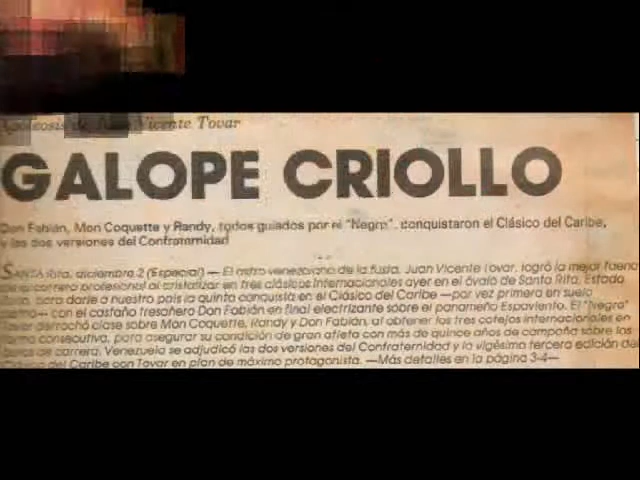 Vicente Tovar
GALOPE CRIOLLO
Don Fabián, Mon Coquette y Randy, todos guiados por el "Negro", conquistaron el Clásico del Caribe,
y las dos versiones del Confraternidad
SANTA Rita, diciembre 2 (Especial) — El astro venezolano de la fusta, Juan Vicente Tovar, logró la mejor faena
carrera profesional al cristalizar en tres clásicos internacionales ayer en el óvalo de Santa Rita, Estado
para darle a nuestro país la quinta conquista en el Clásico del Caribe —por vez primera en suelo
— con el castaño tresañero Don Fabián en final electrizante sobre el panameño Espaviento. El "Negro"
derrochó clase sobre Mon Coquette, Randy y Don Fabián, al obtener los tres cotejos internacionales en
forma consecutiva, para asegurar su condición de gran atleta con más de quince años de campaña sobre los
de carrera. Venezuela se adjudicó las dos versiones del Confraternidad y la vigésima tercera edición del
del Caribe con Tovar en plan de máximo protagonista. —Más detalles en la página 3-4—